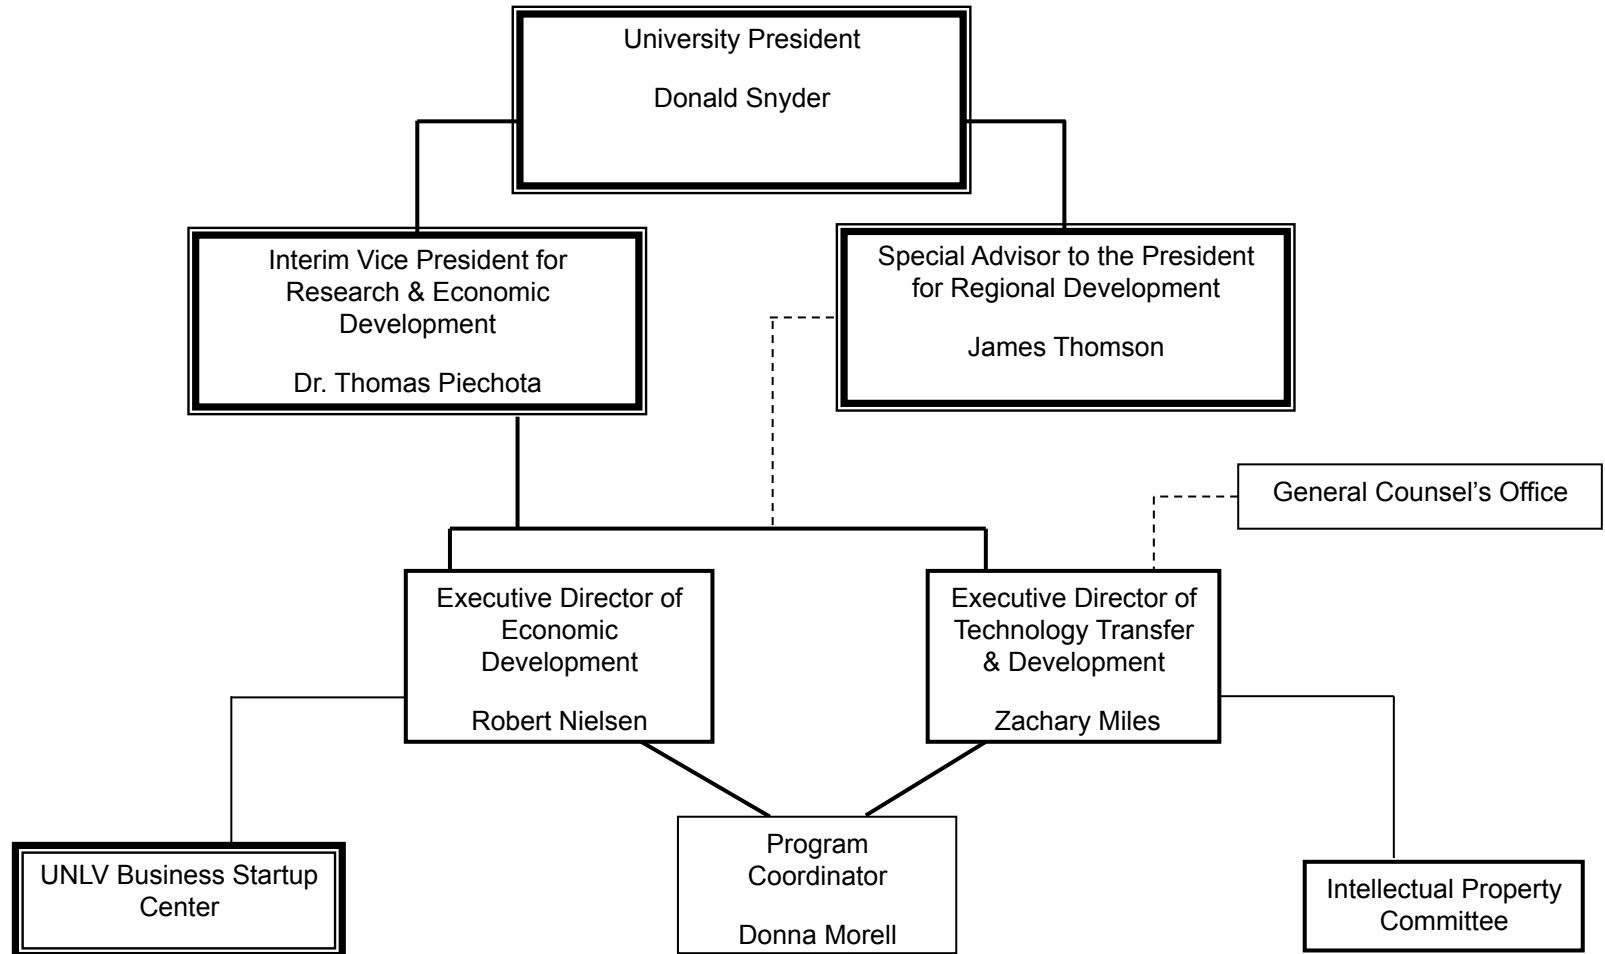 University President
Donald Snyder
Interim Vice President for
Research & Economic
Development
Dr. Thomas Piechota
Special Advisor to the President
for Regional Development
James Thomson
General Counsel’s Office
Executive Director of
Economic
Development
Robert Nielsen
Executive Director of
Technology Transfer
& Development
Zachary Miles
UNLV Business Startup
Center
Program
Coordinator
Donna Morell
Intellectual Property
Committee